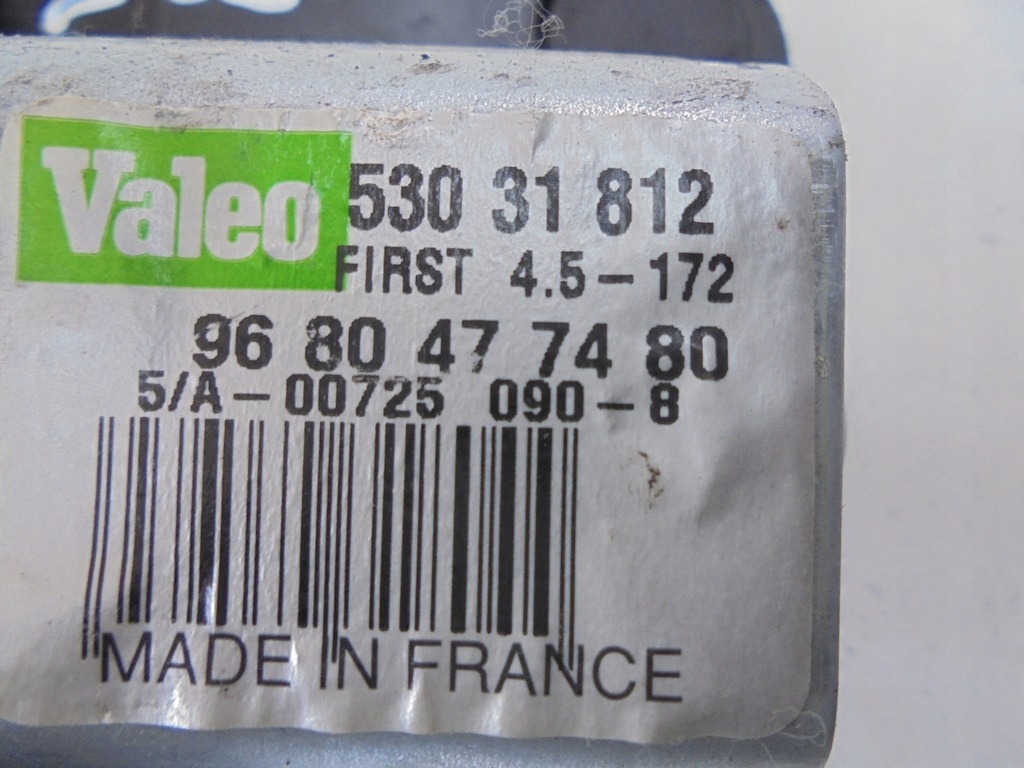 Valeo 530 31 812
FIRST 4.5-172
96 80 47 74 80
5/A-00725 090-8
MADE IN FRANCE